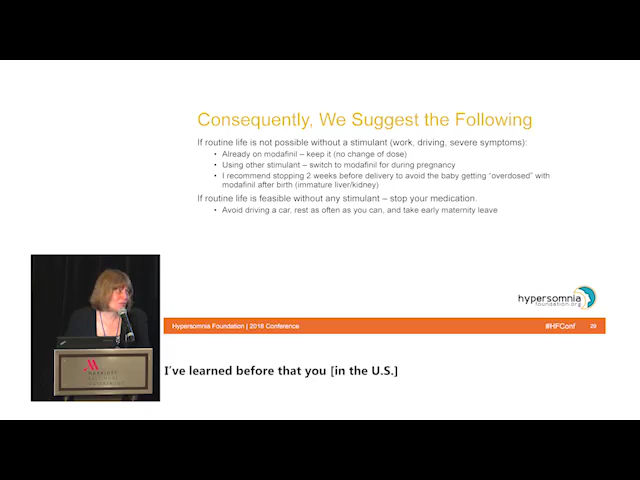 Consequently, We Suggest the Following
If routine life is not possible without a stimulant (work, driving, severe symptoms):
• Already on modafinil – keep it (no change of dose)
• Using other stimulant – switch to modafinil for during pregnancy
• I recommend stopping 2 weeks before delivery to avoid the baby getting “overdosed” with
modafinil after birth (immature liver/kidney)
If routine life is feasible without any stimulant – stop your medication.
• Avoid driving a car, rest as often as you can, and take early maternity leave
hypersomnia
foundation.org
Hypersomnia Foundation | 2018 Conference
#HFConf
20
MARRIOTT
I’ve learned before that you [in the U.S.]